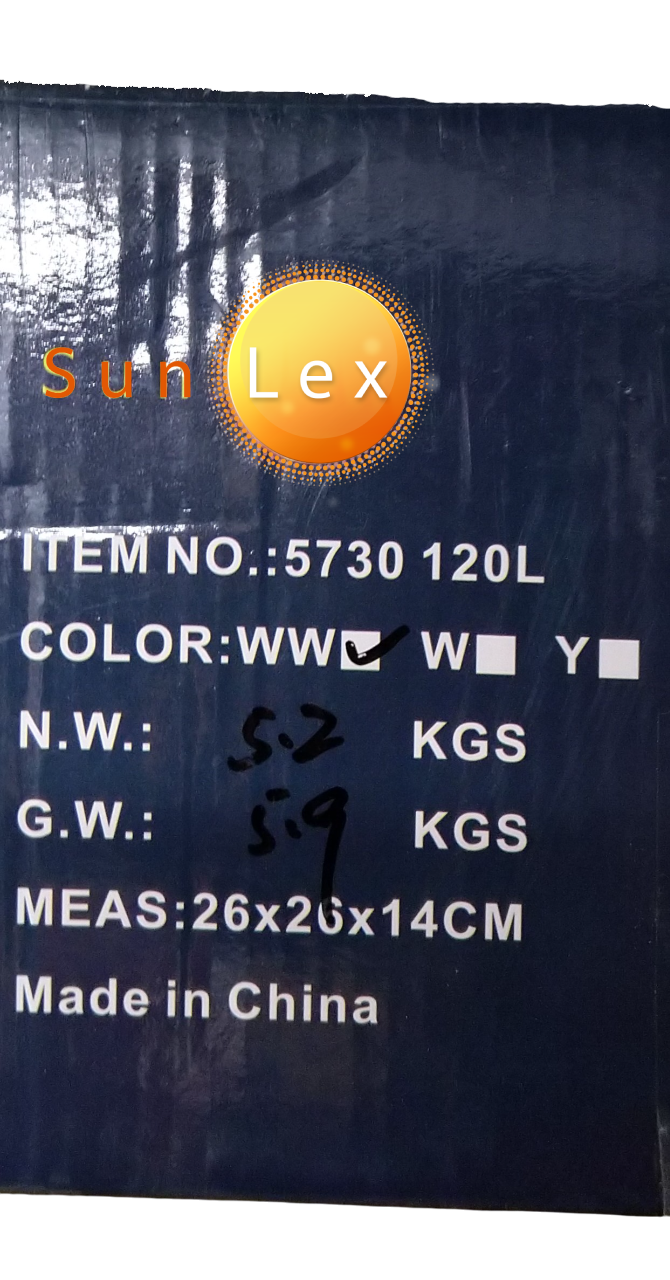 Sun Lex
ITEM NO.:5730 120L
COLOR:WW☑ W☐ Y☐
N.W.: 5.2 KGS
G.W.: 5.9 KGS
MEAS:26x26x14CM
Made in China